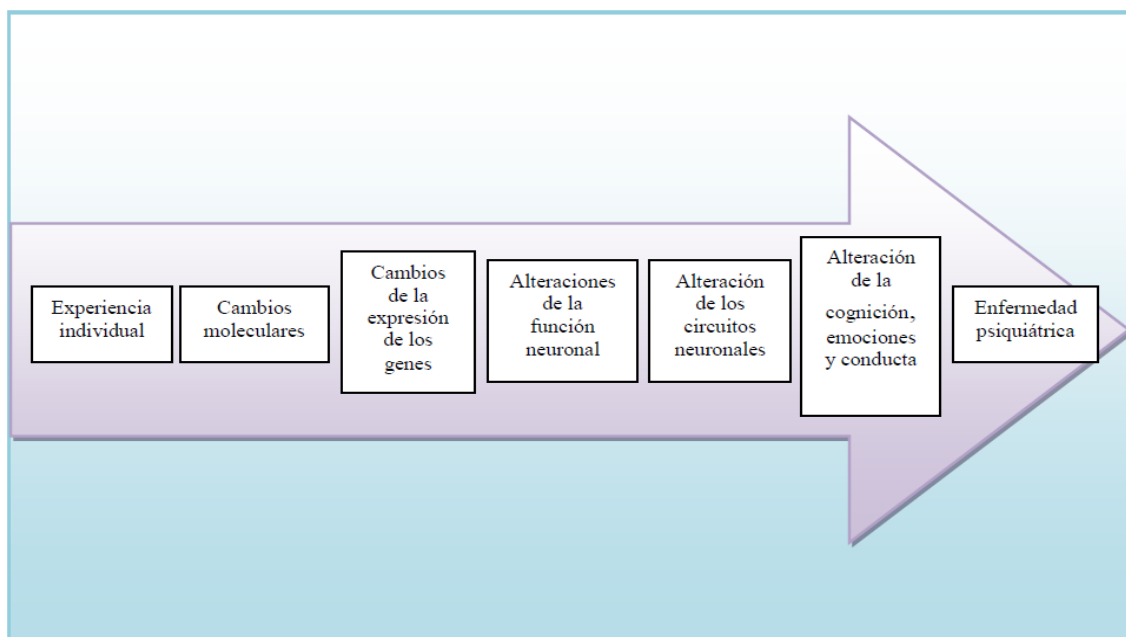 Experiencia
individual
Cambios
moleculares
Cambios
de la
expresión
de los
genes
Alteraciones
de la
función
neuronal
Alteración
de los
circuitos
neuronales
Alteración
de la
cognición,
emociones
y conducta
Enfermedad
psiquiátrica